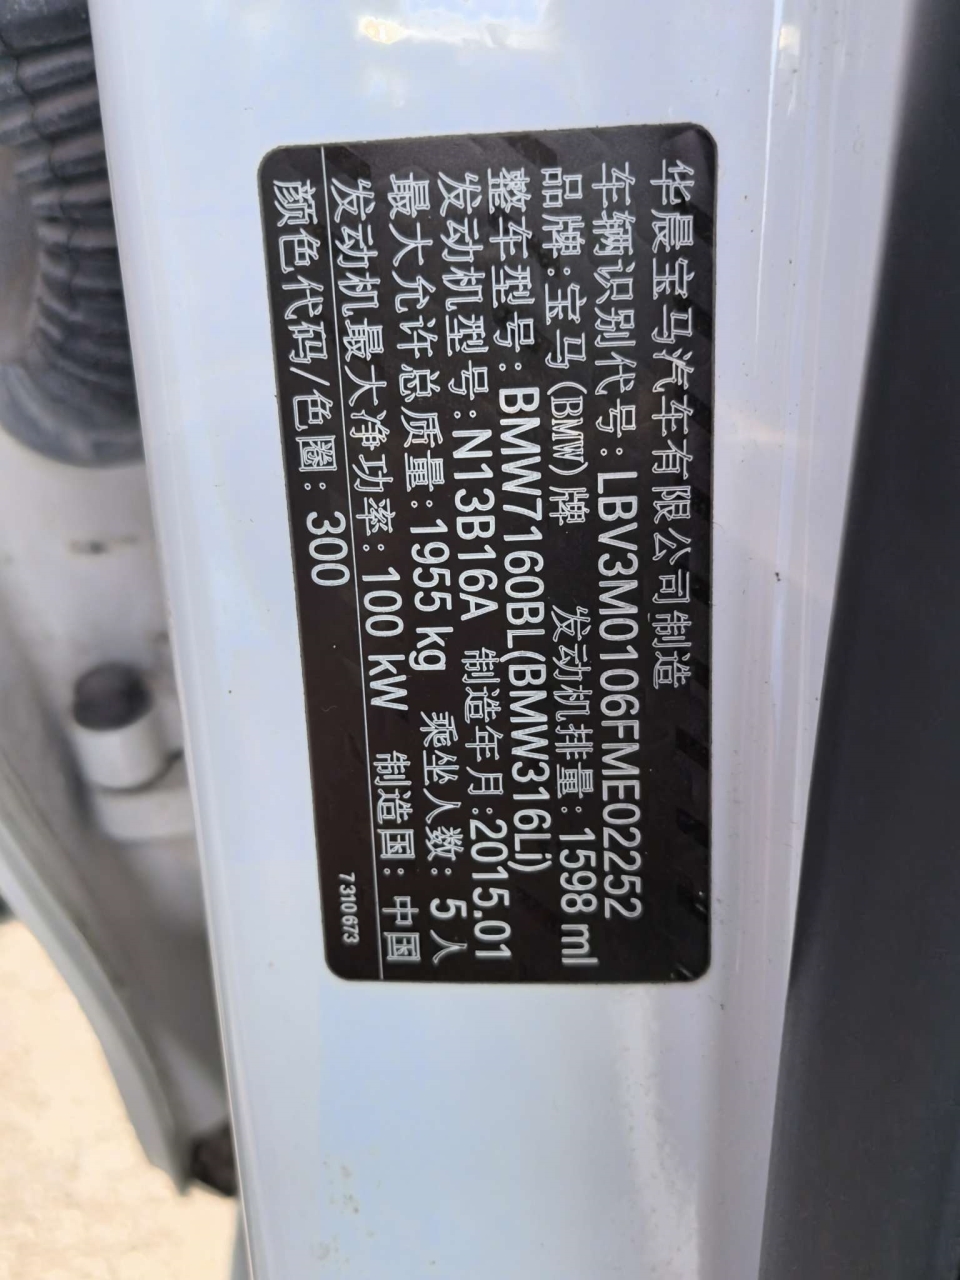 华晨宝马汽车有限公司制造
车辆识别代号：LBV3M0106FME02252
品牌：宝马(BMW)牌 发动机排量：1598 ml
整车型号：BMW7160BL(BMW316Li)
发动机型号：N13B16A 制造年月：2015.01
最大允许总质量：1955 kg 乘坐人数：5人
发动机最大净功率：100 kW 制造国：中国
颜色代码/色圈：300 7310673